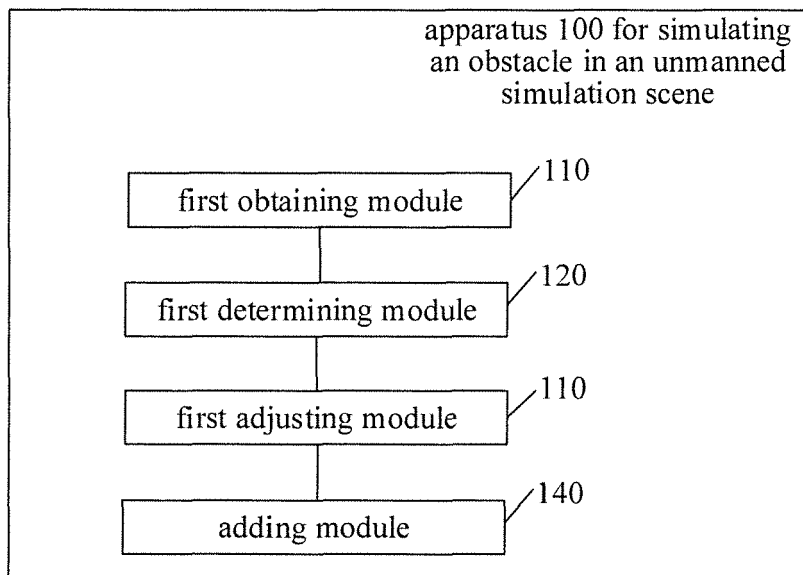 apparatus 100 for simulating
an obstacle in an unmanned
simulation scene
110
first obtaining module
120
first determining module
110
first adjusting module
140
adding module